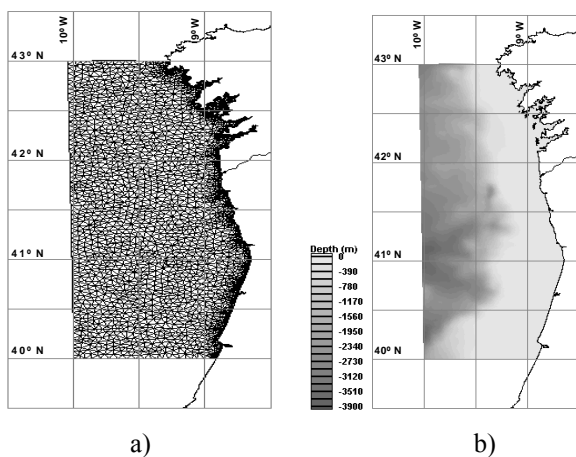 10º W
9º W
43º N
42º N
41º N
40º N
a)
10º W
9º W
43º N
42º N
41º N
40º N
Depth (m)
0
-390
-780
-1170
-1560
-1950
-2340
-2730
-3120
-3510
-3900
b)